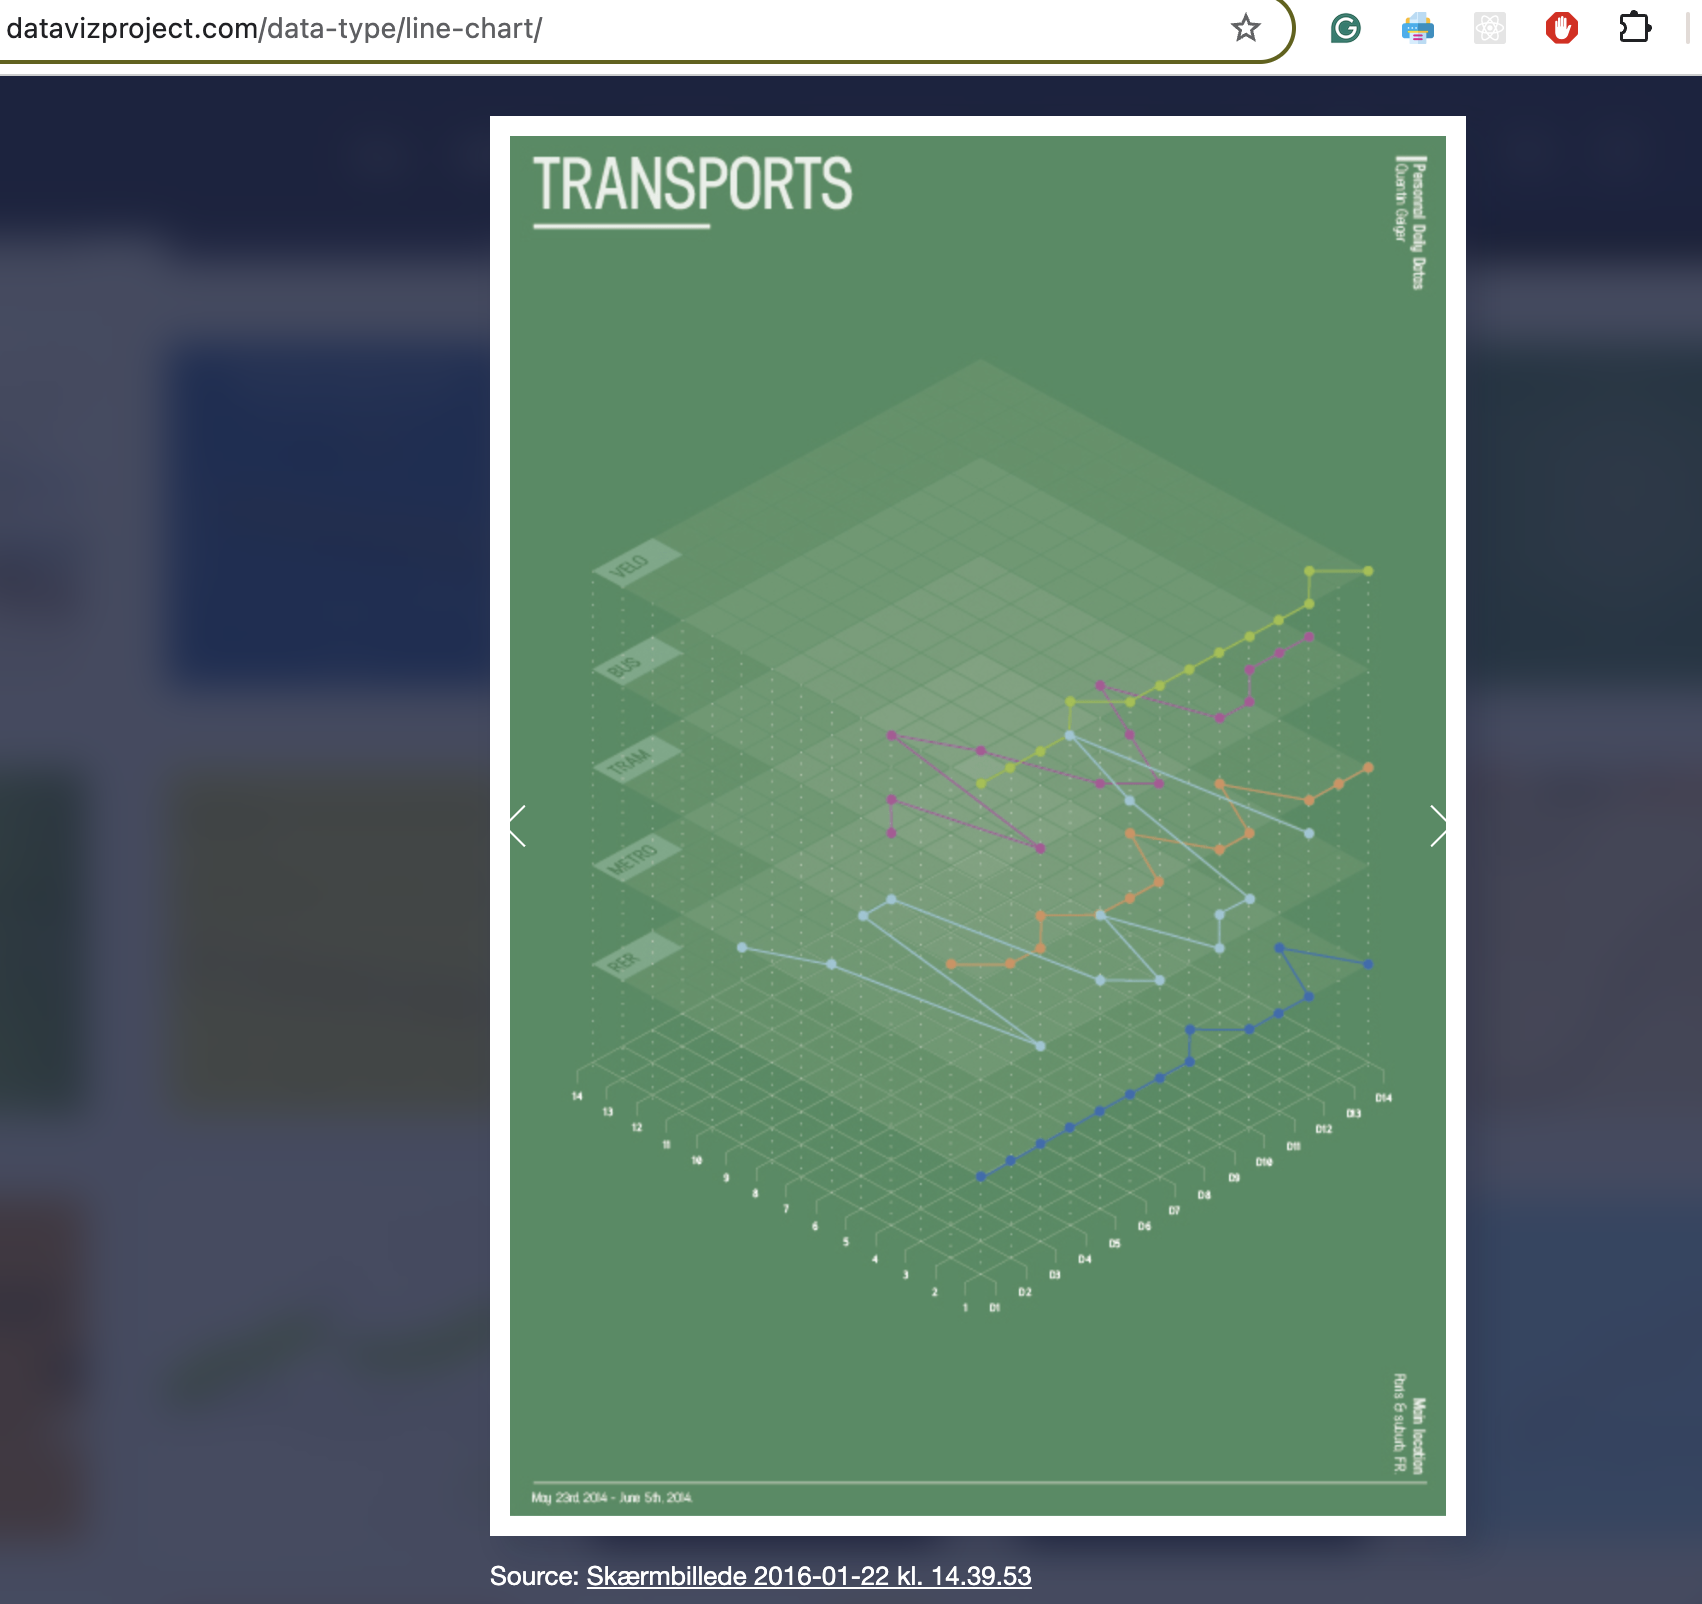 datavizproject.com/data-type/line-chart/
TRANSPORTS
Personnal Daily Datas
Quentin Geiger
VELO
BUS
TRAM
METRO
RER
14
13
12
11
10
9
8
7
6
5
4
3
2
1
D1
D2
D3
D4
D5
D6
D7
D8
D9
D10
D11
D12
D13
D14
Main location
Paris & suburb, FR.
May 23rd, 2014 - June 5th, 2014.
Source: Skærmbillede 2016-01-22 kl. 14.39.53